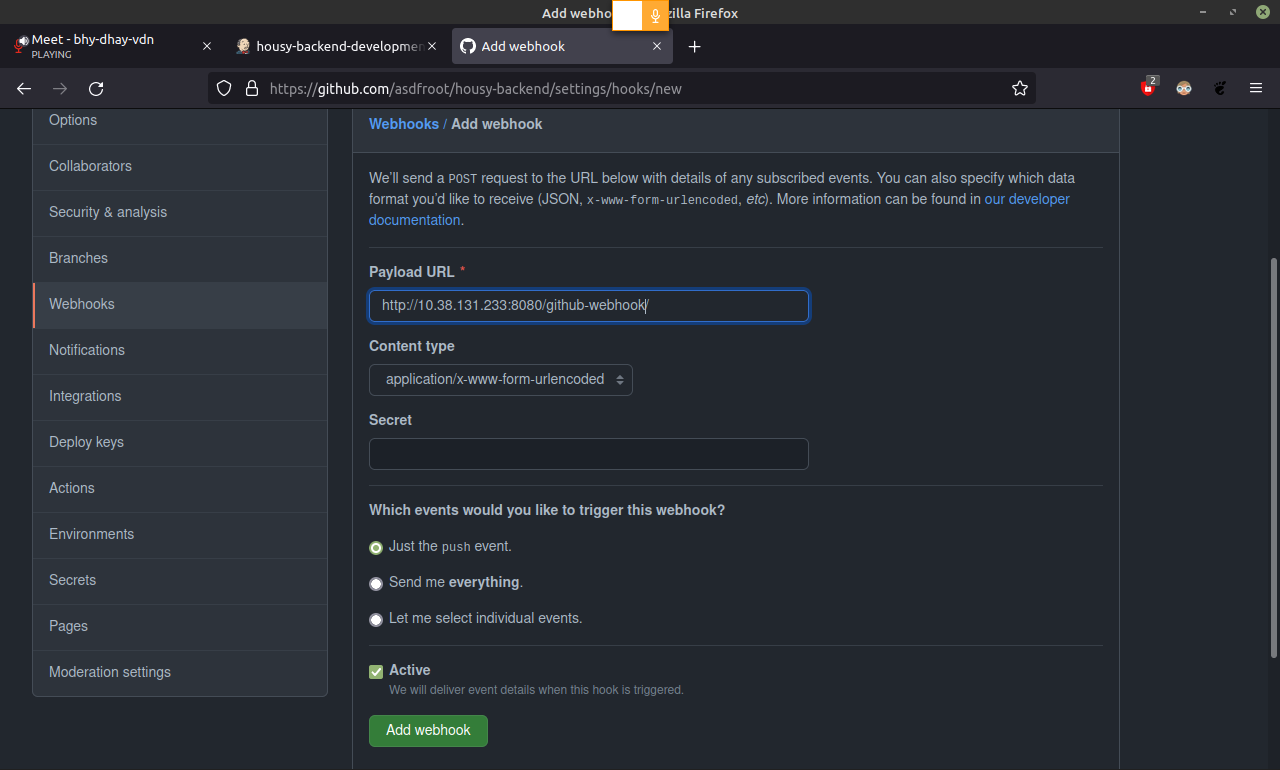 Add webho zilla Firefox
Meet - bhy-dhay-vdn
PLAYING
housy-backend-developmen
Add webhook
https://github.com/asdfroot/housy-backend/settings/hooks/new
2
Options
Collaborators
Security & analysis
Branches
Webhooks
Notifications
Integrations
Deploy keys
Actions
Environments
Secrets
Pages
Moderation settings
Webhooks / Add webhook
We'll send a POST request to the URL below with details of any subscribed events. You can also specify which data
format you'd like to receive (JSON, x-www-form-urlencoded, etc). More information can be found in our developer
documentation.
Payload URL *
http://10.38.131.233:8080/github-webhook/
Content type
application/x-www-form-urlencoded
Secret
Which events would you like to trigger this webhook?
Just the push event.
Send me everything.
Let me select individual events.
Active
We will deliver event details when this hook is triggered.
Add webhook